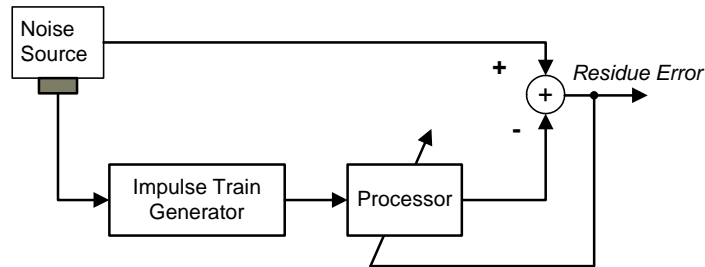 Noise
Source
+
Residue Error
+
-
Impulse Train
Generator
Processor